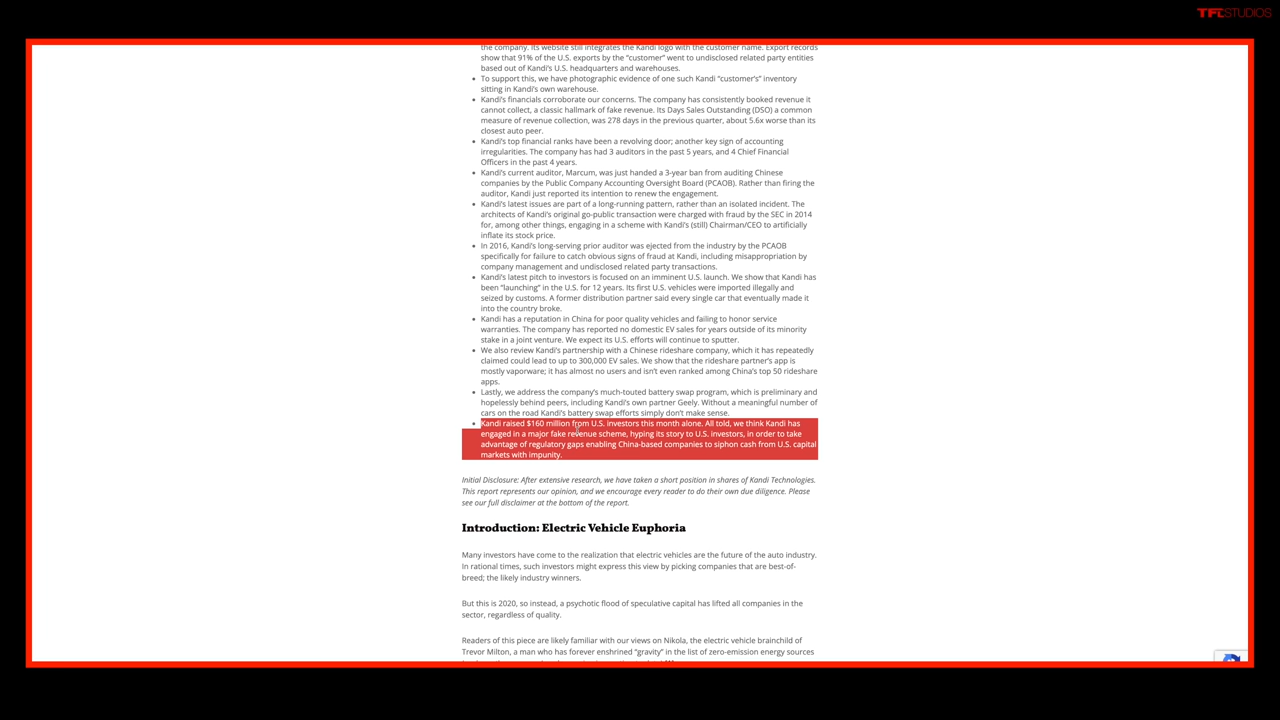 TFLSTUDIOS
the company. Its website still integrates the Kandi logo with the customer name. Export records
show that 91% of the U.S. exports by the “customer” went to undisclosed related party entities
based out of Kandi’s U.S. headquarters and warehouses.
• To support this, we have photographic evidence of one such Kandi “customer’s” inventory
sitting in Kandi’s own warehouse.
• Kandi’s financials corroborate our concerns. The company has consistently booked revenue it
cannot collect, a classic hallmark of fake revenue. Its Days Sales Outstanding (DSO) a common
measure of revenue collection, was 278 days in the previous quarter, about 5.6x worse than its
closest auto peer.
• Kandi’s top financial ranks have been a revolving door; another key sign of accounting
irregularities. The company has had 3 auditors in the past 5 years, and 4 Chief Financial
Officers in the past 4 years.
• Kandi’s current auditor, Marcum, was just handed a 3-year ban from auditing Chinese
companies by the Public Company Accounting Oversight Board (PCAOB). Rather than firing the
auditor, Kandi just reported its intention to renew the engagement.
• Kandi’s latest issues are part of a long-running pattern, rather than an isolated incident. The
architects of Kandi’s original go-public transaction were charged with fraud by the SEC in 2014
for, among other things, engaging in a scheme with Kandi’s (still) Chairman/CEO to artificially
inflate its stock price.
• In 2016, Kandi’s long-serving prior auditor was ejected from the industry by the PCAOB
specifically for failure to catch obvious signs of fraud at Kandi, including misappropriation by
company management and undisclosed related party transactions.
• Kandi’s latest pitch to investors is focused on an imminent U.S. launch. We show that Kandi has
been “launching” in the U.S. for 12 years. Its first U.S. vehicles were imported illegally and
seized by customs. A former distribution partner said every single car that eventually made it
into the country broke.
• Kandi has a reputation in China for poor quality vehicles and failing to honor service
warranties. The company has reported no domestic EV sales for years outside of its minority
stake in a joint venture. We expect its U.S. efforts will continue to sputter.
• We also review Kandi’s partnership with a Chinese rideshare company, which it has repeatedly
claimed could lead to up to 300,000 EV sales. We show that the rideshare partner’s app is
mostly vaporware; it has almost no users and isn’t even ranked among China’s top 50 rideshare
apps.
• Lastly, we address the company’s much-touted battery swap program, which is preliminary and
hopelessly behind peers, including Kandi’s own partner Geely. Without a meaningful number of
cars on the road Kandi’s battery swap efforts simply don’t make sense.
• Kandi raised $160 million from U.S. investors this month alone. All told, we think Kandi has
engaged in a major fake revenue scheme, hyping its story to U.S. investors, in order to take
advantage of regulatory gaps enabling China-based companies to siphon cash from U.S. capital
markets with impunity.
Initial Disclosure: After extensive research, we have taken a short position in shares of Kandi Technologies.
This report represents our opinion, and we encourage every reader to do their own due diligence. Please
see our full disclaimer at the bottom of the report.
Introduction: Electric Vehicle Euphoria
Many investors have come to the realization that electric vehicles are the future of the auto industry.
In rational times, such investors might express this view by picking companies that are best-of-
breed; the likely industry winners.
But this is 2020, so instead, a psychotic flood of speculative capital has lifted all companies in the
sector, regardless of quality.
Readers of this piece are likely familiar with our views on Nikola, the electric vehicle brainchild of
Trevor Milton, a man who has forever enshrined “gravity” in the list of zero-emission energy sources